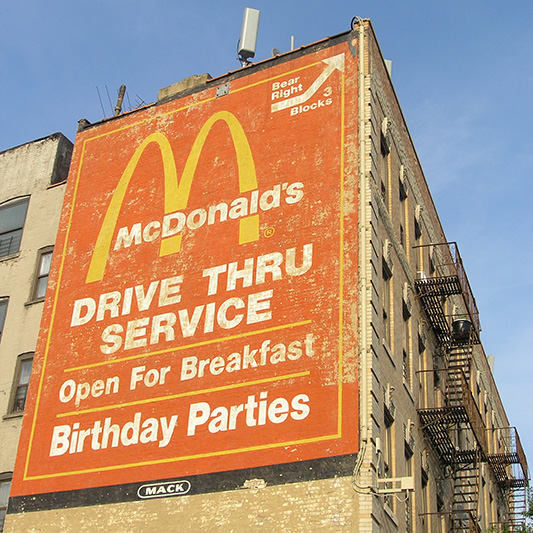 Bear
Right
3
Blocks
McDonald's
®
DRIVE THRU
SERVICE
Open For Breakfast
Birthday Parties
MACK